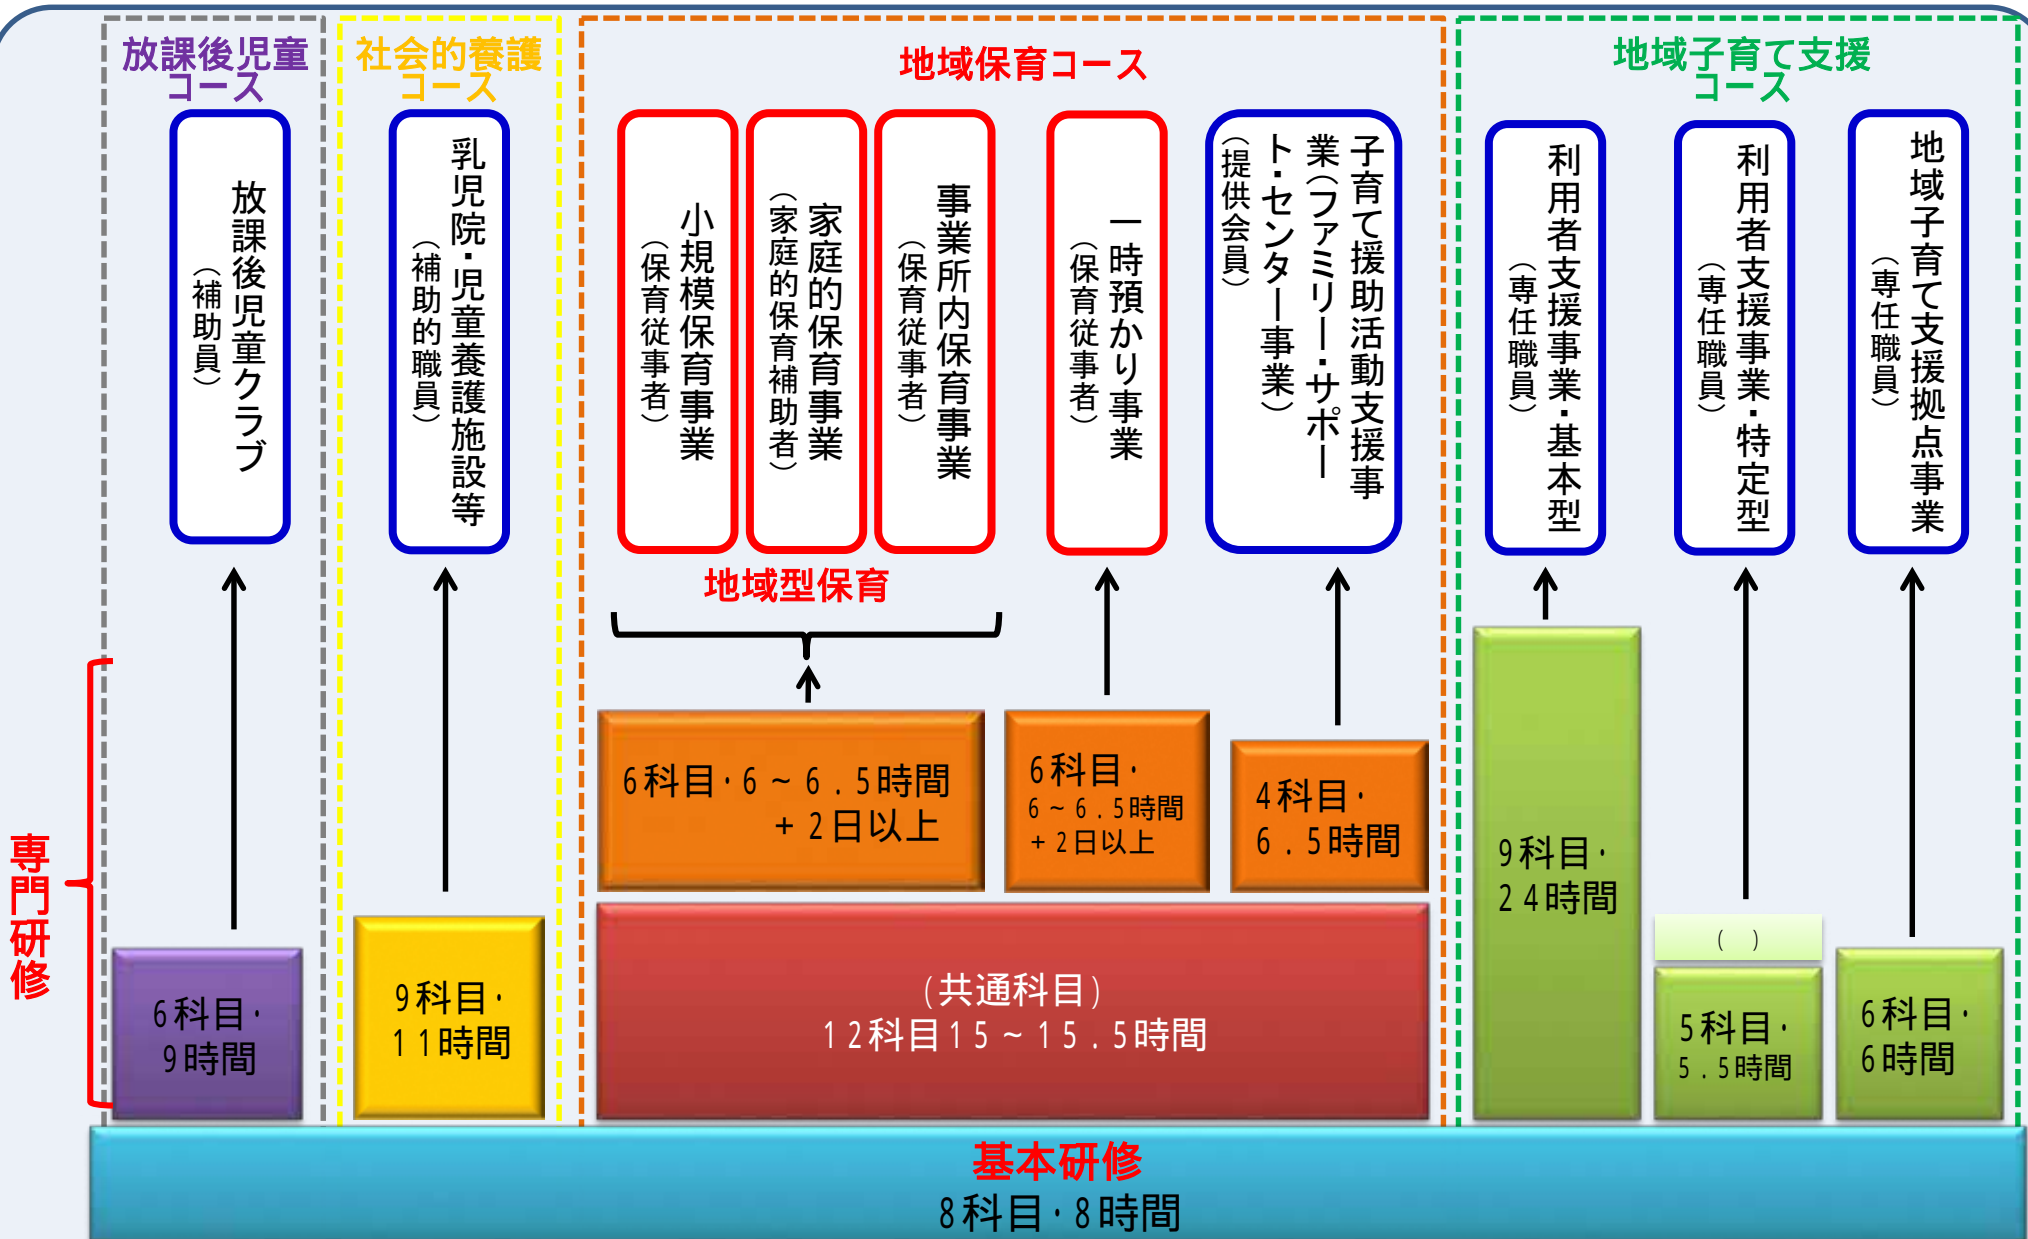 放課後児童
コース
社会的養護
コース
地域保育コース
地域子育て支援
コース
放課後児童クラブ
（補助員）
乳児院・児童養護施設等
（補助的職員）
小規模保育事業
（保育従事者）
家庭的保育事業
（家庭的保育補助者）
事業所内保育事業
（保育従事者）
一時預かり事業
（保育従事者）
子育て援助活動支援事
業（ファミリー・サポー
ト・センター事業）
（提供会員）
利用者支援事業・基本型
（専任職員）
利用者支援事業・特定型
（専任職員）
地域子育て支援拠点事業
（専任職員）
地域型保育
専門研修
6科目・
9時間
9科目・
11時間
6科目・6~6.5時間
+2日以上
6科目・
6~6.5時間
+2日以上
4科目・
6.5時間
(共通科目)
12科目15~15.5時間
9科目・
24時間
( )
5科目・
5.5時間
6科目・
6時間
基本研修
8科目・8時間